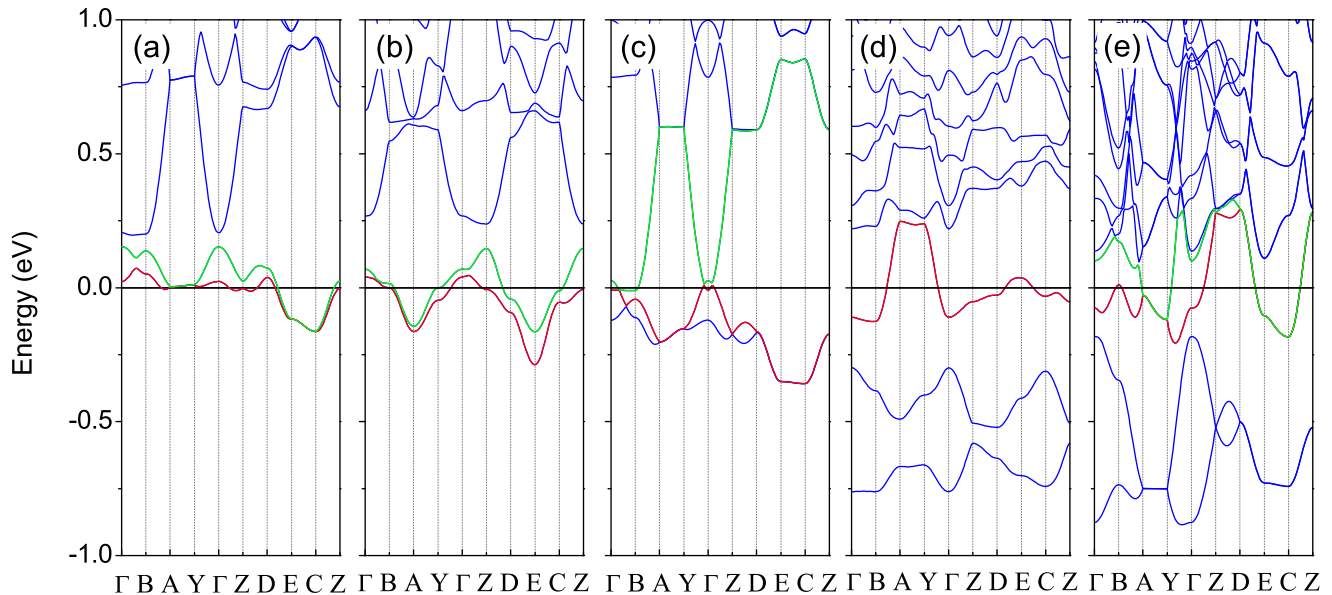 (a) (b) (c) (d) (e)
1.0
0.5
0.0
-0.5
-1.0
Energy (eV)
Γ B A Y Γ Z D E C Z
Γ B A Y Γ Z D E C Z
Γ B A Y Γ Z D E C Z
Γ B A Y Γ Z D E C Z
Γ B A Y Γ Z D E C Z